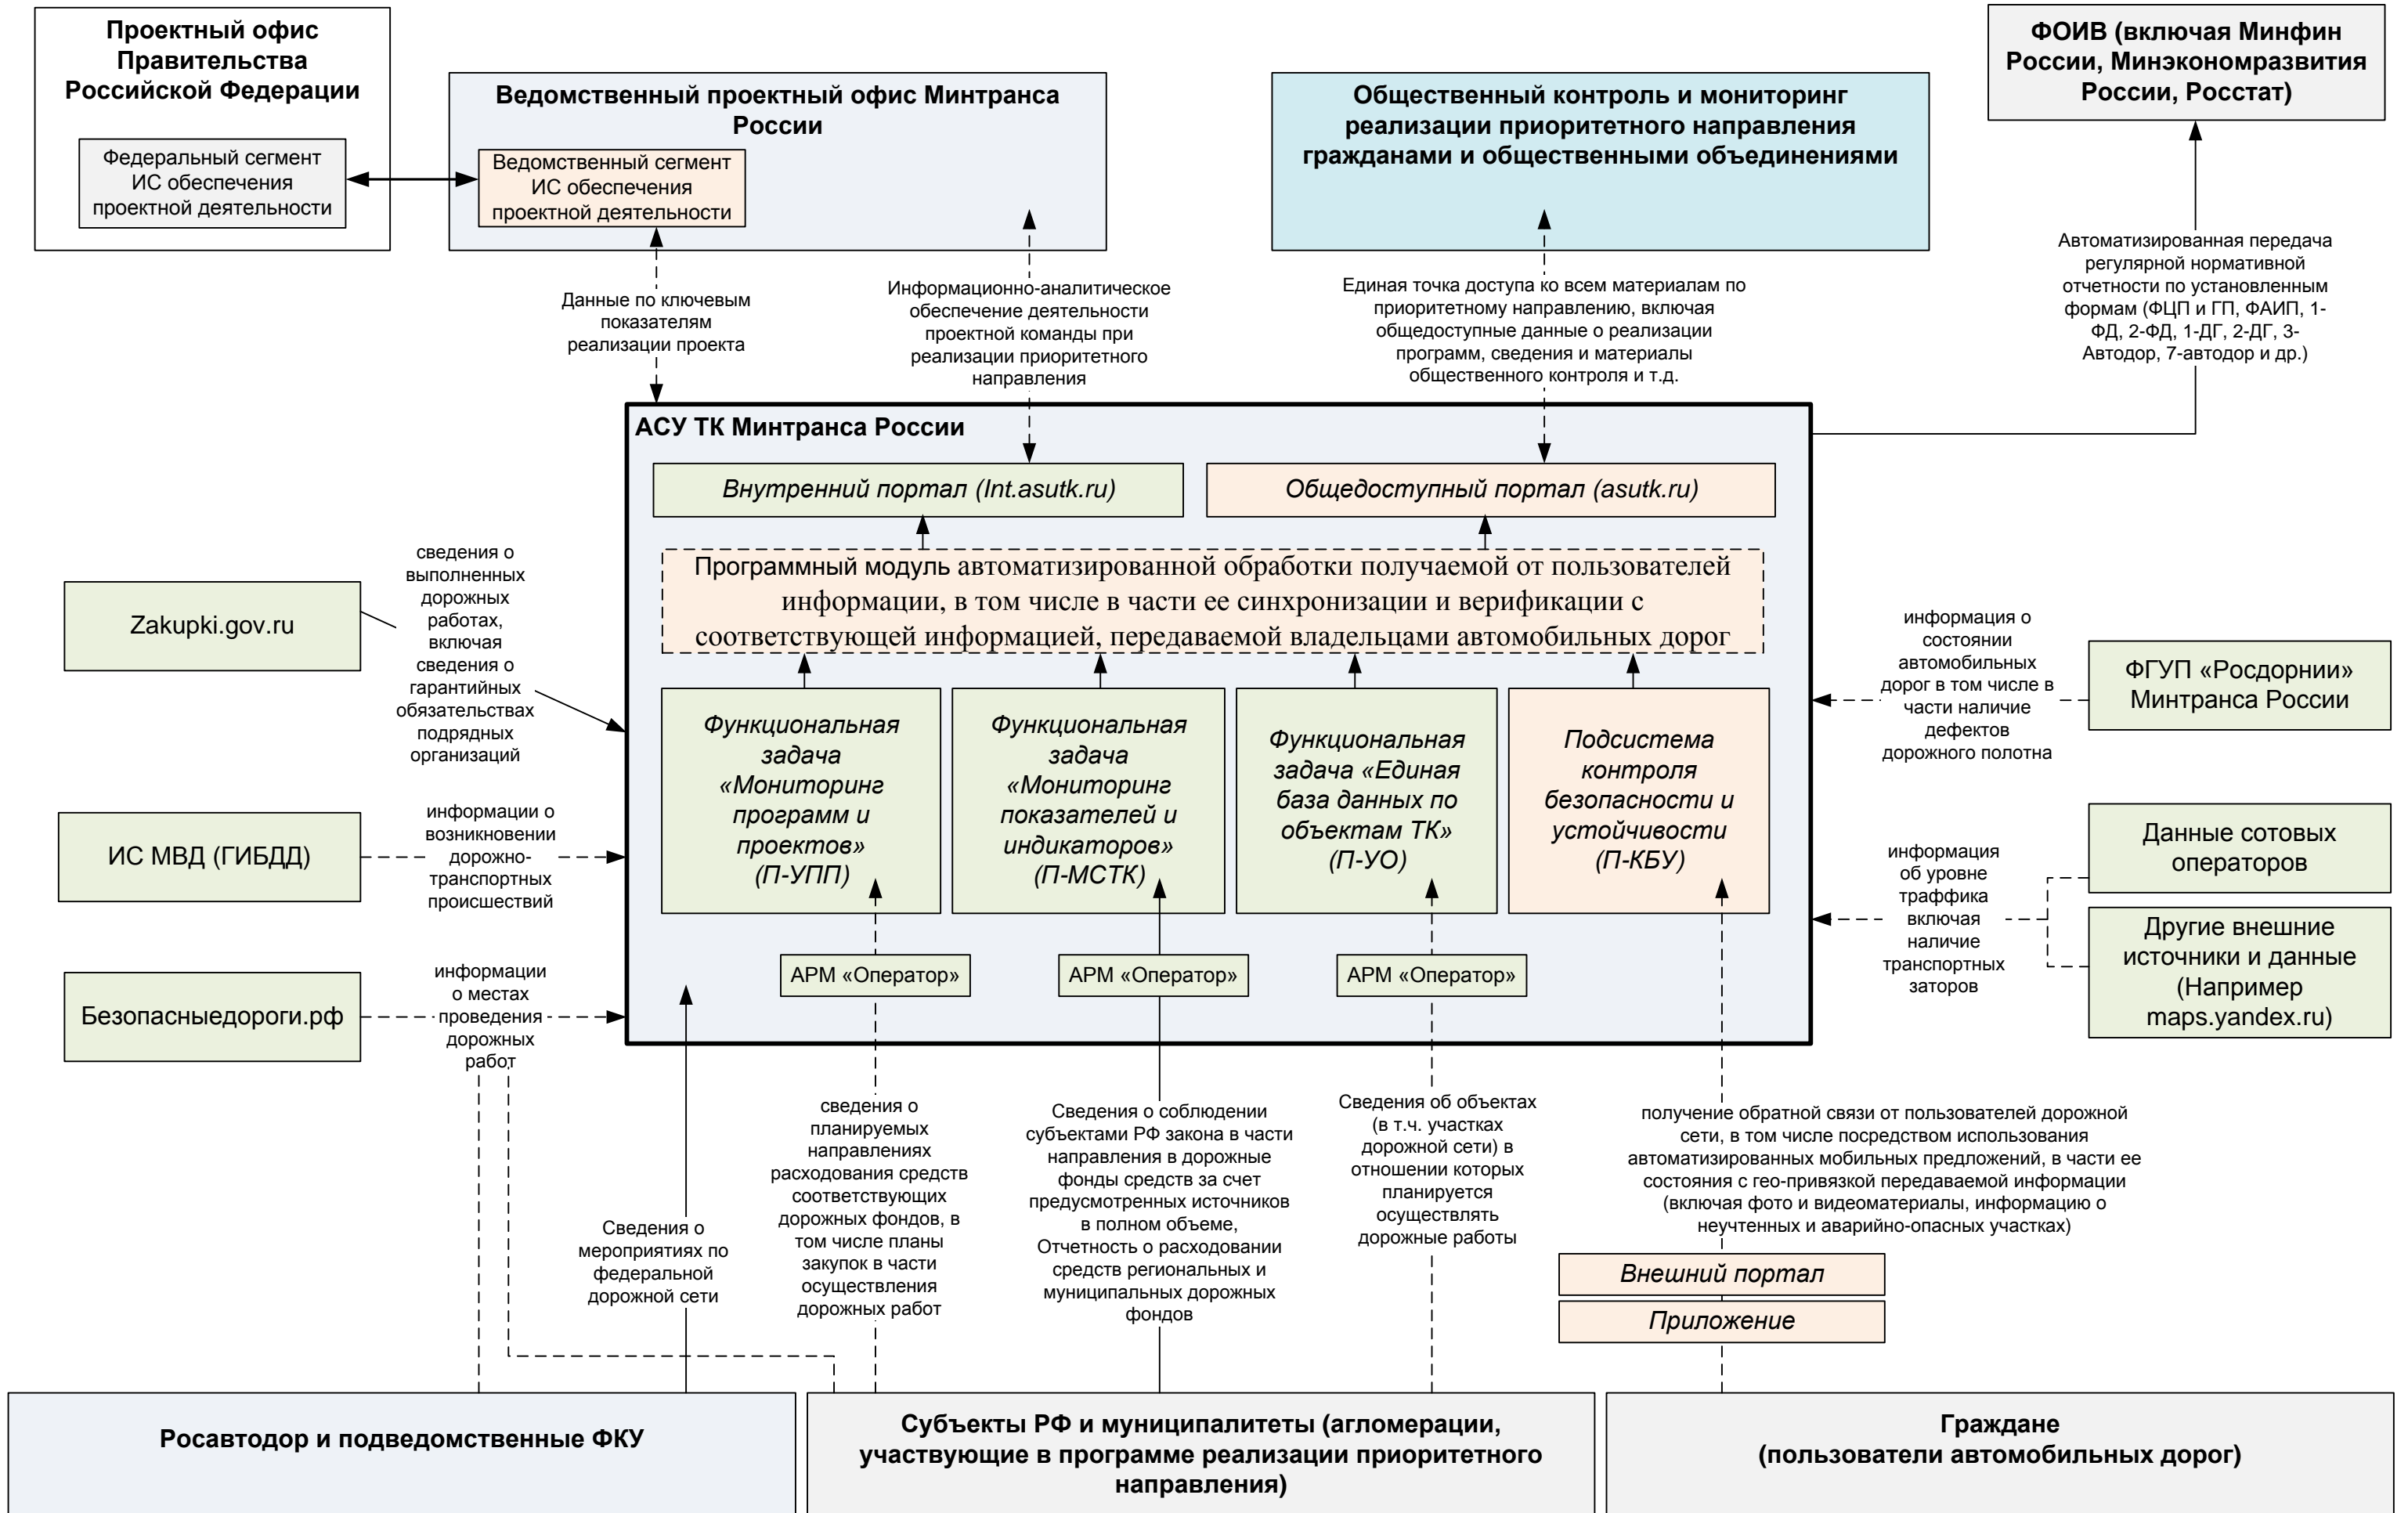 Проектный офис
Правительства
Российской Федерации
Федеральный сегмент
ИС обеспечения
проектной деятельности
Ведомственный проектный офис Минтранса
России
Ведомственный сегмент
ИС обеспечения
проектной деятельности
Общественный контроль и мониторинг
реализации приоритетного направления
гражданами и общественными объединениями
ФОИВ (включая Минфин
России, Минэкономразвития
России, Росстат)
Данные по ключевым
показателям
реализации проекта
Информационно-аналитическое
обеспечение деятельности
проектной команды при
реализации приоритетного
направления
Единая точка доступа ко всем материалам по
приоритетному направлению, включая
общедоступные данные о реализации
программ, сведения и материалы
общественного контроля и т.д.
Автоматизированная передача
регулярной нормативной
отчетности по установленным
формам (ФЦП и ГП, ФАИП, 1-
ФД, 2-ФД, 1-ДГ, 2-ДГ, 3-
Автодор, 7-автодор и др.)
АСУ ТК Минтранса России
Внутренний портал (Int.asutk.ru)
Общедоступный портал (asutk.ru)
Программный модуль автоматизированной обработки получаемой от пользователей
информации, в том числе в части ее синхронизации и верификации с
соответствующей информацией, передаваемой владельцами автомобильных дорог
Функциональная
задача
«Мониторинг
программ и
проектов»
(П-УПП)
Функциональная
задача
«Мониторинг
показателей и
индикаторов»
(П-МСТК)
Функциональная
задача «Единая
база данных по
объектам ТК»
(П-УО)
Подсистема
контроля
безопасности и
устойчивости
(П-КБУ)
АРМ «Оператор»
АРМ «Оператор»
АРМ «Оператор»
Zakupki.gov.ru
сведения о
выполненных
дорожных
работах,
включая
сведения о
гарантийных
обязательствах
подрядных
организаций
ИС МВД (ГИБДД)
информации о
возникновении
дорожно-
транспортных
происшествий
Безопасныедороги.рф
информации
о местах
проведения
дорожных
работ
информация о
состоянии
автомобильных
дорог в том числе в
части наличие
дефектов
дорожного полотна
ФГУП «Росдорнии»
Минтранса России
информация
об уровне
траффика
включая
наличие
транспортных
заторов
Данные сотовых
операторов
Другие внешние
источники и данные
(Например
maps.yandex.ru)
Сведения о
мероприятиях по
федеральной
дорожной сети
сведения о
планируемых
направлениях
расходования средств
соответствующих
дорожных фондов, в
том числе планы
закупок в части
осуществления
дорожных работ
Сведения о соблюдении
субъектами РФ закона в части
направления в дорожные
фонды средств за счет
предусмотренных источников
в полном объеме,
Отчетность о расходовании
средств региональных и
муниципальных дорожных
фондов
Сведения об объектах
(в т.ч. участках
дорожной сети) в
отношении которых
планируется
осуществлять
дорожные работы
получение обратной связи от пользователей дорожной
сети, в том числе посредством использования
автоматизированных мобильных предложений, в части ее
состояния с гео-привязкой передаваемой информации
(включая фото и видеоматериалы, информацию о
неучтенных и аварийно-опасных участках)
Внешний портал
Приложение
Росавтодор и подведомственные ФКУ
Субъекты РФ и муниципалитеты (агломерации,
участвующие в программе реализации приоритетного
направления)
Граждане
(пользователи автомобильных дорог)